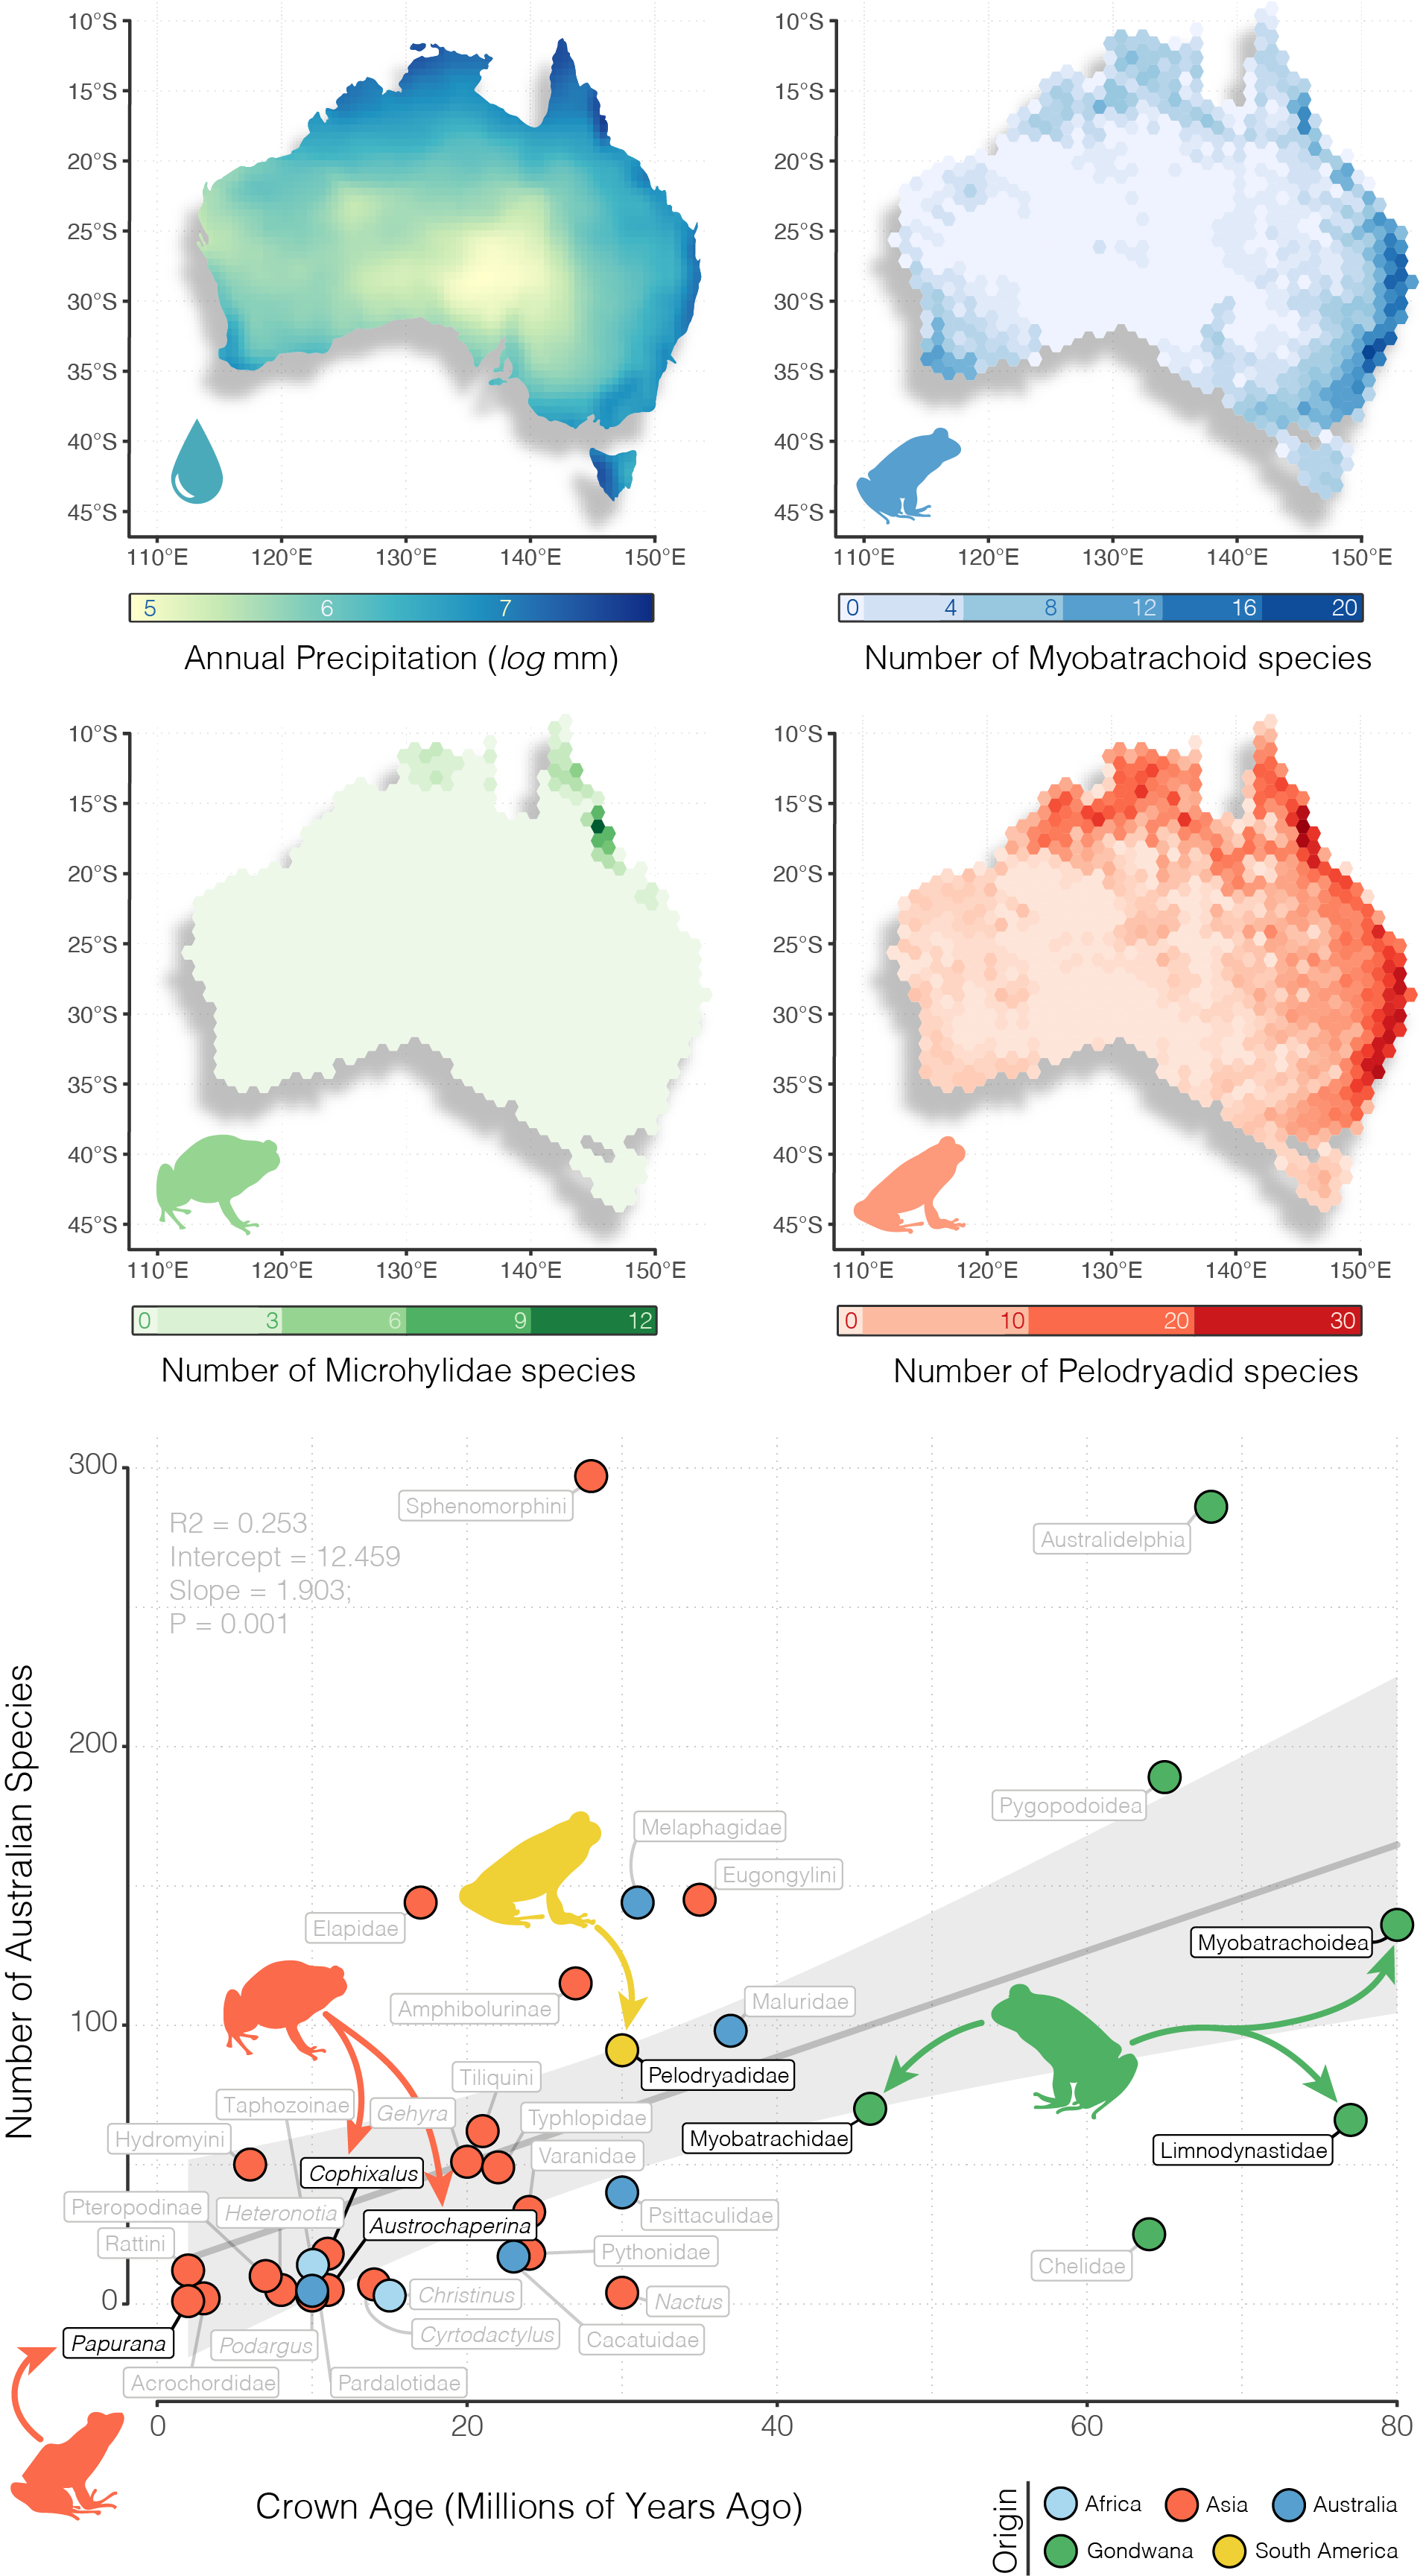 10°S
15°S
20°S
25°S
30°S
35°S
40°S
45°S
110°E 120°E 130°E 140°E 150°E
5 6 7
Annual Precipitation (log mm)
10°S
15°S
20°S
25°S
30°S
35°S
40°S
45°S
110°E 120°E 130°E 140°E 150°E
0 4 8 12 16 20
Number of Myobatrachoid species
10°S
15°S
20°S
25°S
30°S
35°S
40°S
45°S
110°E 120°E 130°E 140°E 150°E
0 3 6 9 12
Number of Microhylidae species
10°S
15°S
20°S
25°S
30°S
35°S
40°S
45°S
110°E 120°E 130°E 140°E 150°E
0 10 20 30
Number of Pelodryadid species
Number of Australian Species
300
200
100
0
R2 = 0.253
Intercept = 12.459
Slope = 1.903;
P = 0.001
Sphenomorphini
Australidelphia
Pygopodoidea
Melaphagidae
Eugongylini
Elapidae
Myobatrachoidea
Amphibolurinae
Maluridae
Pelodryadidae
Tiliquini
Taphozoinae
Gehyra
Typhlopidae
Hydromyini
Myobatrachidae
Limnodynastidae
Varanidae
Cophixalus
Pteropodinae
Heteronotia
Psittaculidae
Austrochaperina
Rattini
Pythonidae
Chelidae
Christinus
Nactus
Papurana
Podargus
Cyrtodactylus
Cacatuidae
Acrochordidae
Pardalotidae
0 20 40 60 80
Crown Age (Millions of Years Ago)
Origin
Africa Asia Australia
Gondwana South America